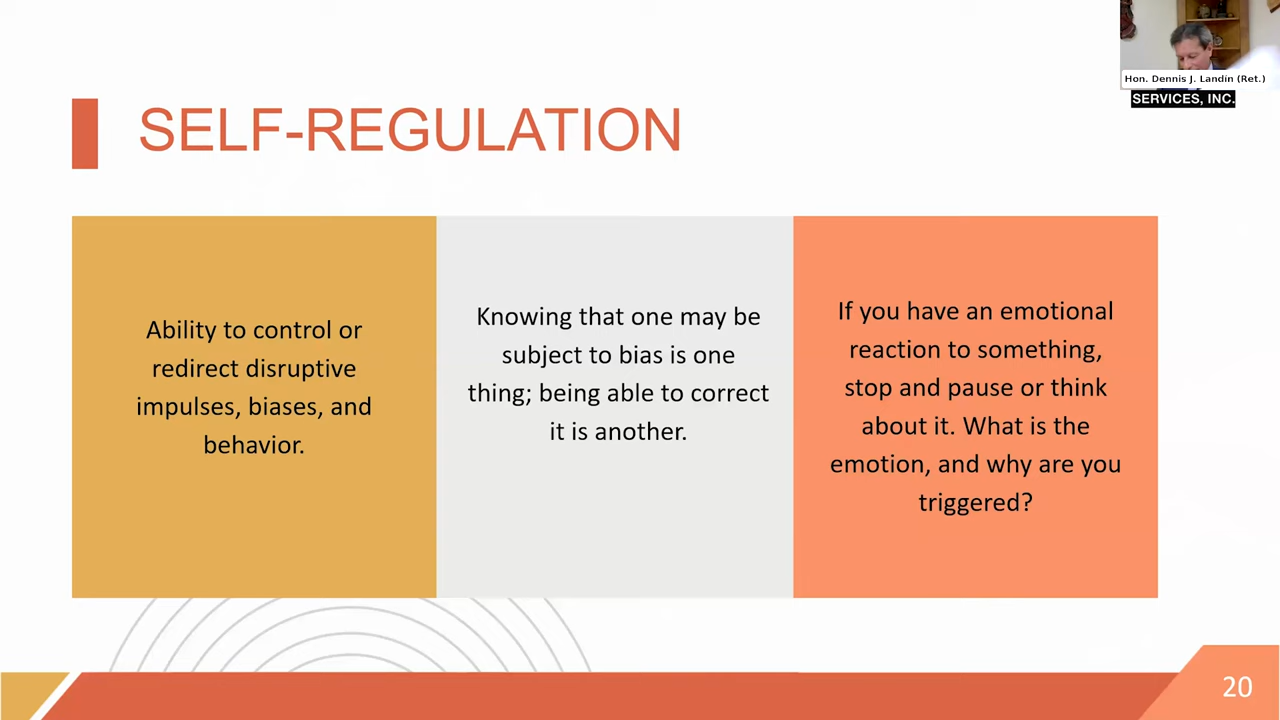 Hon. Dennis J. Landin (Ret.)
SERVICES, INC.
SELF-REGULATION
Ability to control or
redirect disruptive
impulses, biases, and
behavior.
Knowing that one may be
subject to bias is one
thing; being able to correct
it is another.
If you have an emotional
reaction to something,
stop and pause or think
about it. What is the
emotion, and why are you
triggered?
20